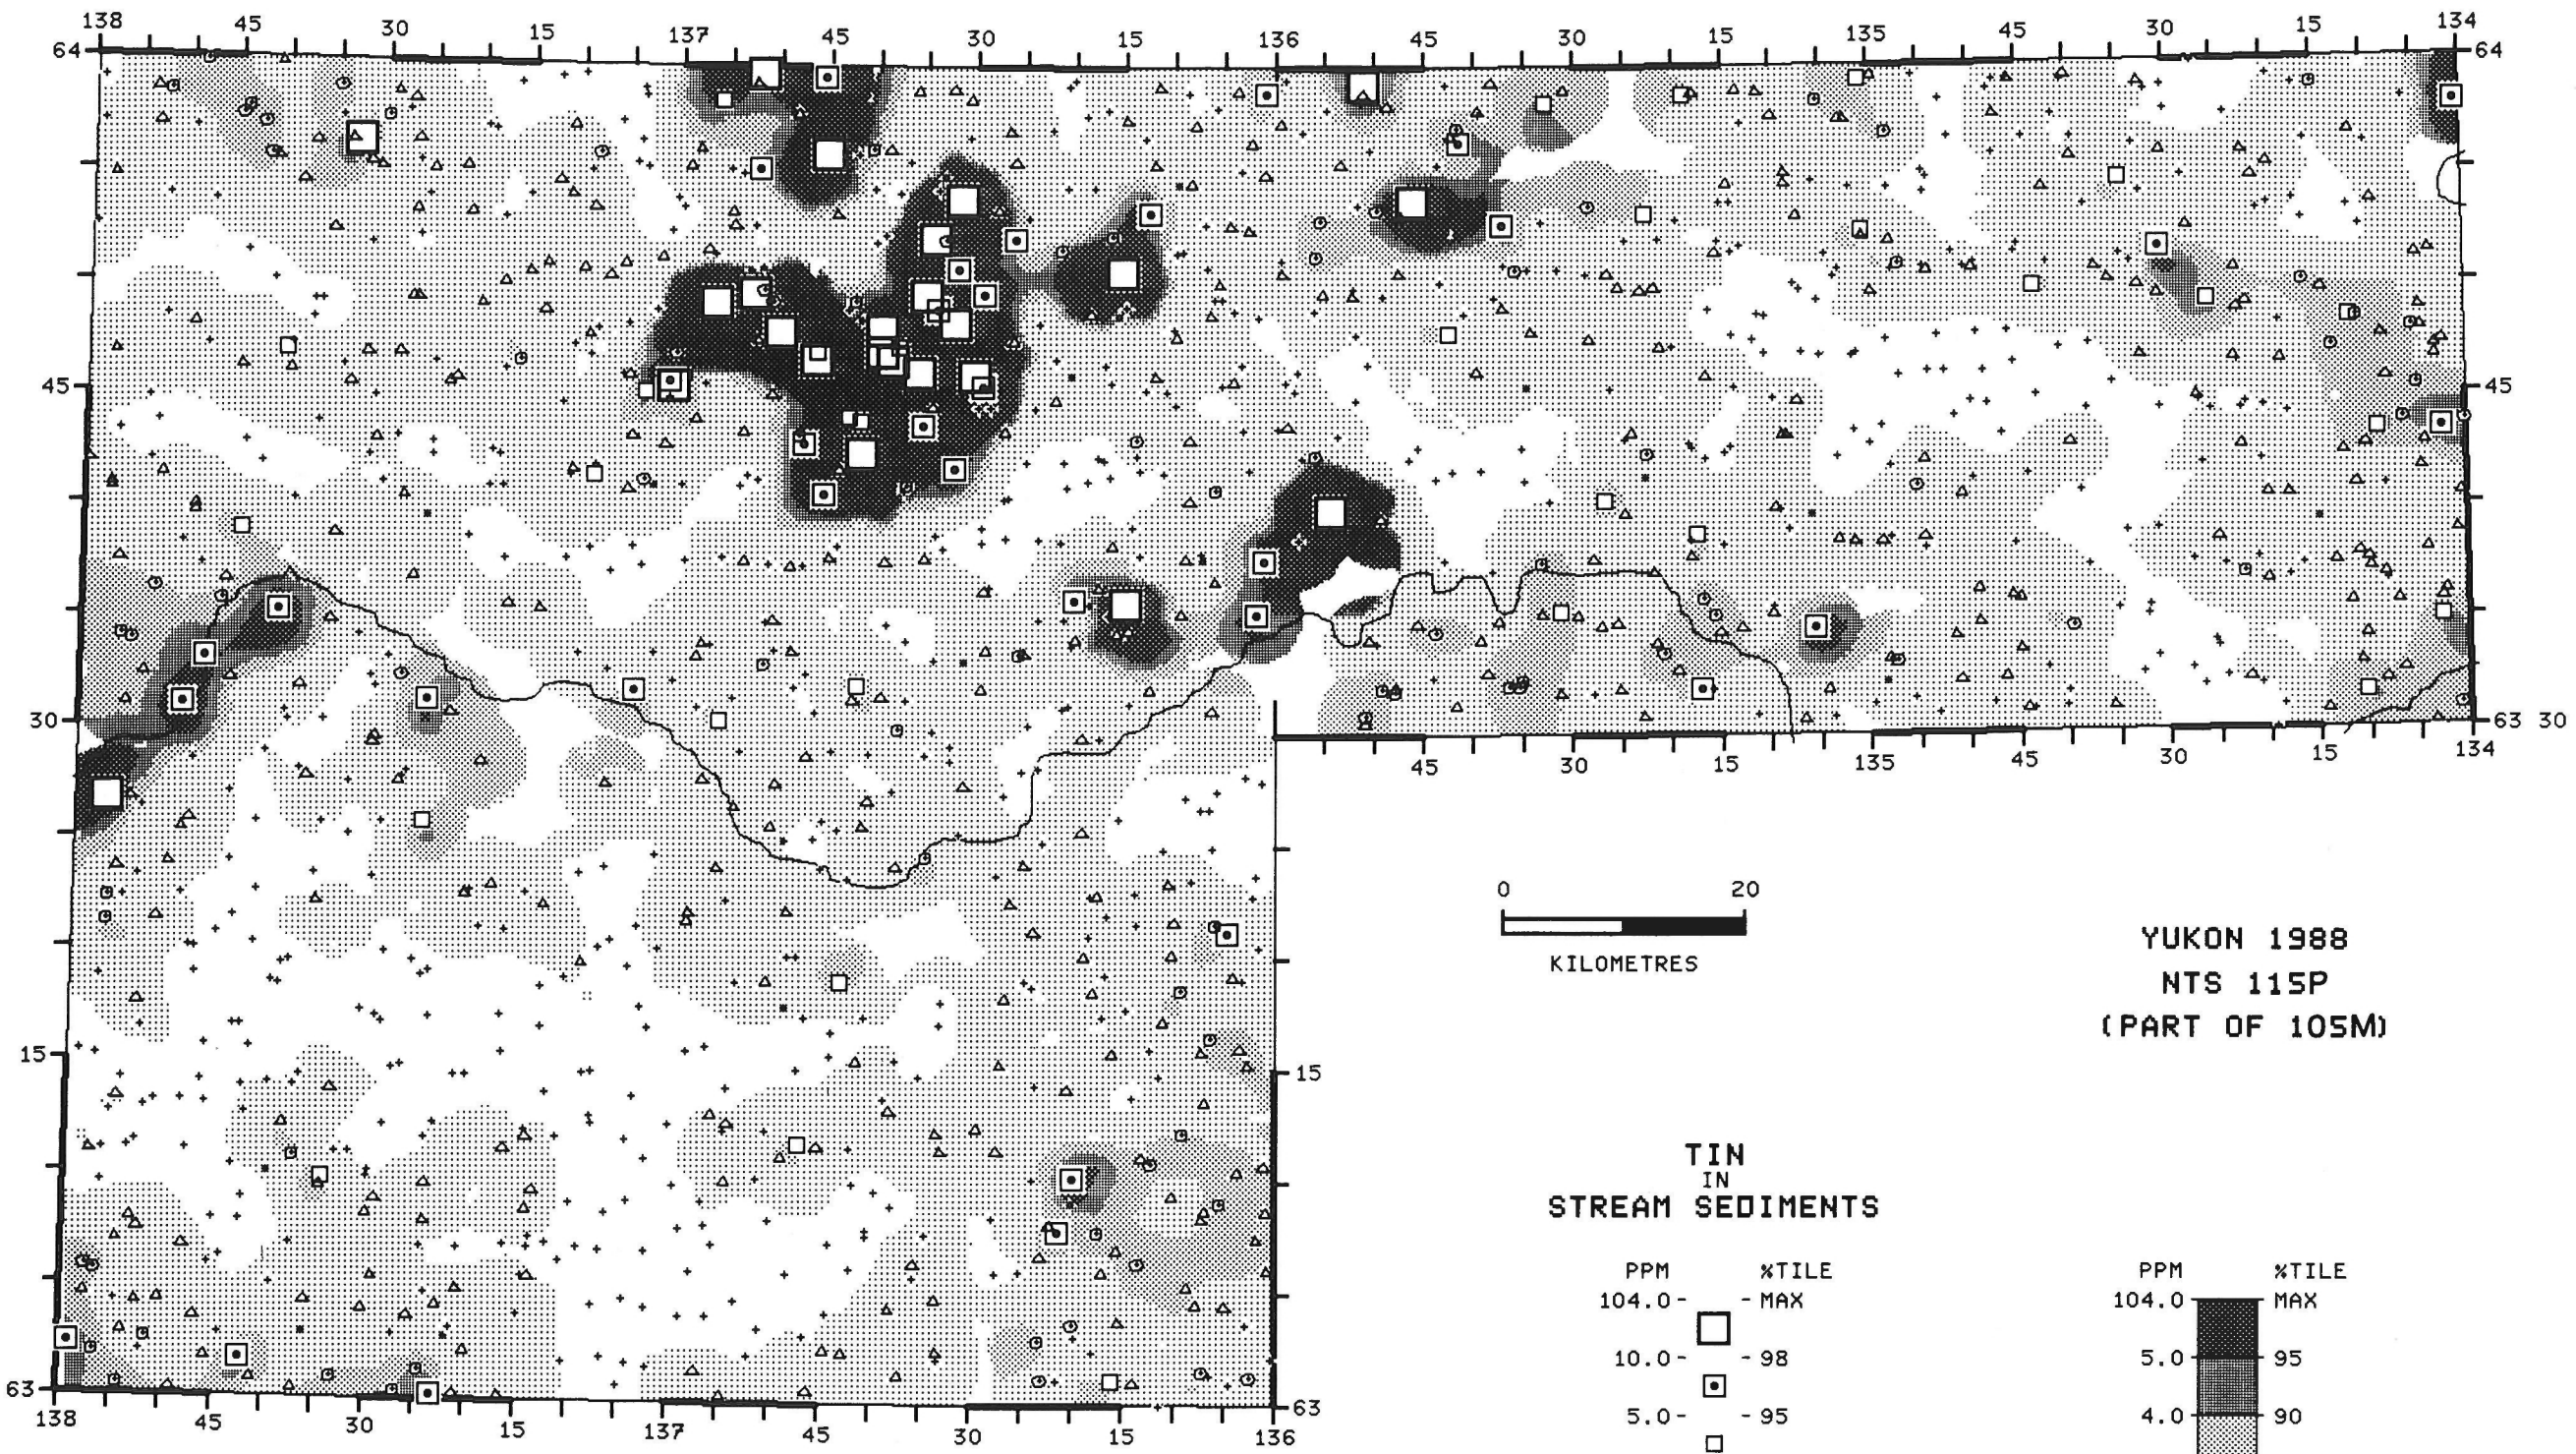 138 45 30 15 137 45 30 15 136 45 30 15 135 45 30 15 134
64 64
45 45
30 63 30
45 30 15 135 45 30 15 134
0 20
KILOMETRES
YUKON 1988
NTS 115P
(PART OF 105M)
15 15
TIN
IN
STREAM SEDIMENTS
PPM %TILE PPM %TILE
104.0- -MAX 104.0- MAX
10.0- -98 5.0- 95
5.0- -95 4.0- 90
63 63
138 45 30 15 137 45 30 15 136